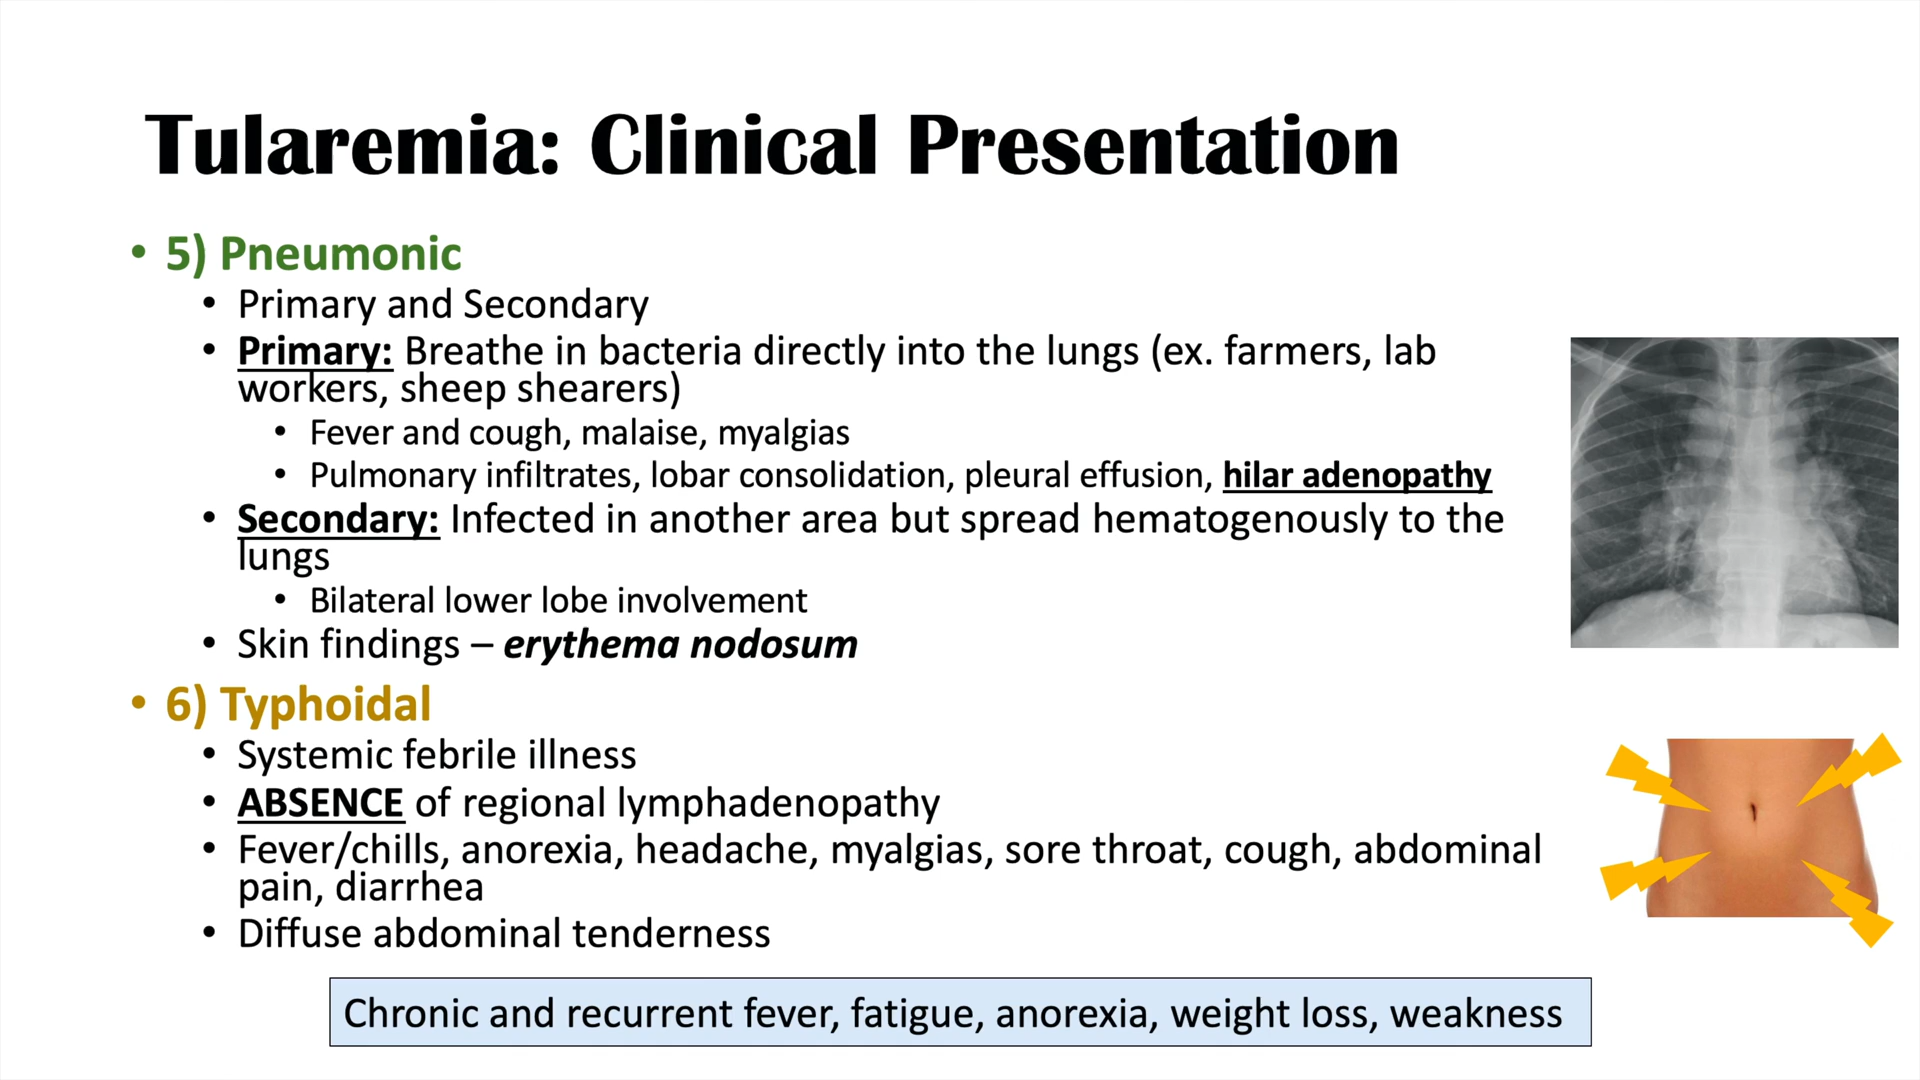 Tularemia: Clinical Presentation
• 5) Pneumonic
• Primary and Secondary
• Primary: Breathe in bacteria directly into the lungs (ex. farmers, lab
workers, sheep shearers)
• Fever and cough, malaise, myalgias
• Pulmonary infiltrates, lobar consolidation, pleural effusion, hilar adenopathy
• Secondary: Infected in another area but spread hematogenously to the
lungs
• Bilateral lower lobe involvement
• Skin findings – erythema nodosum
• 6) Typhoidal
• Systemic febrile illness
• ABSENCE of regional lymphadenopathy
• Fever/chills, anorexia, headache, myalgias, sore throat, cough, abdominal
pain, diarrhea
• Diffuse abdominal tenderness
Chronic and recurrent fever, fatigue, anorexia, weight loss, weakness